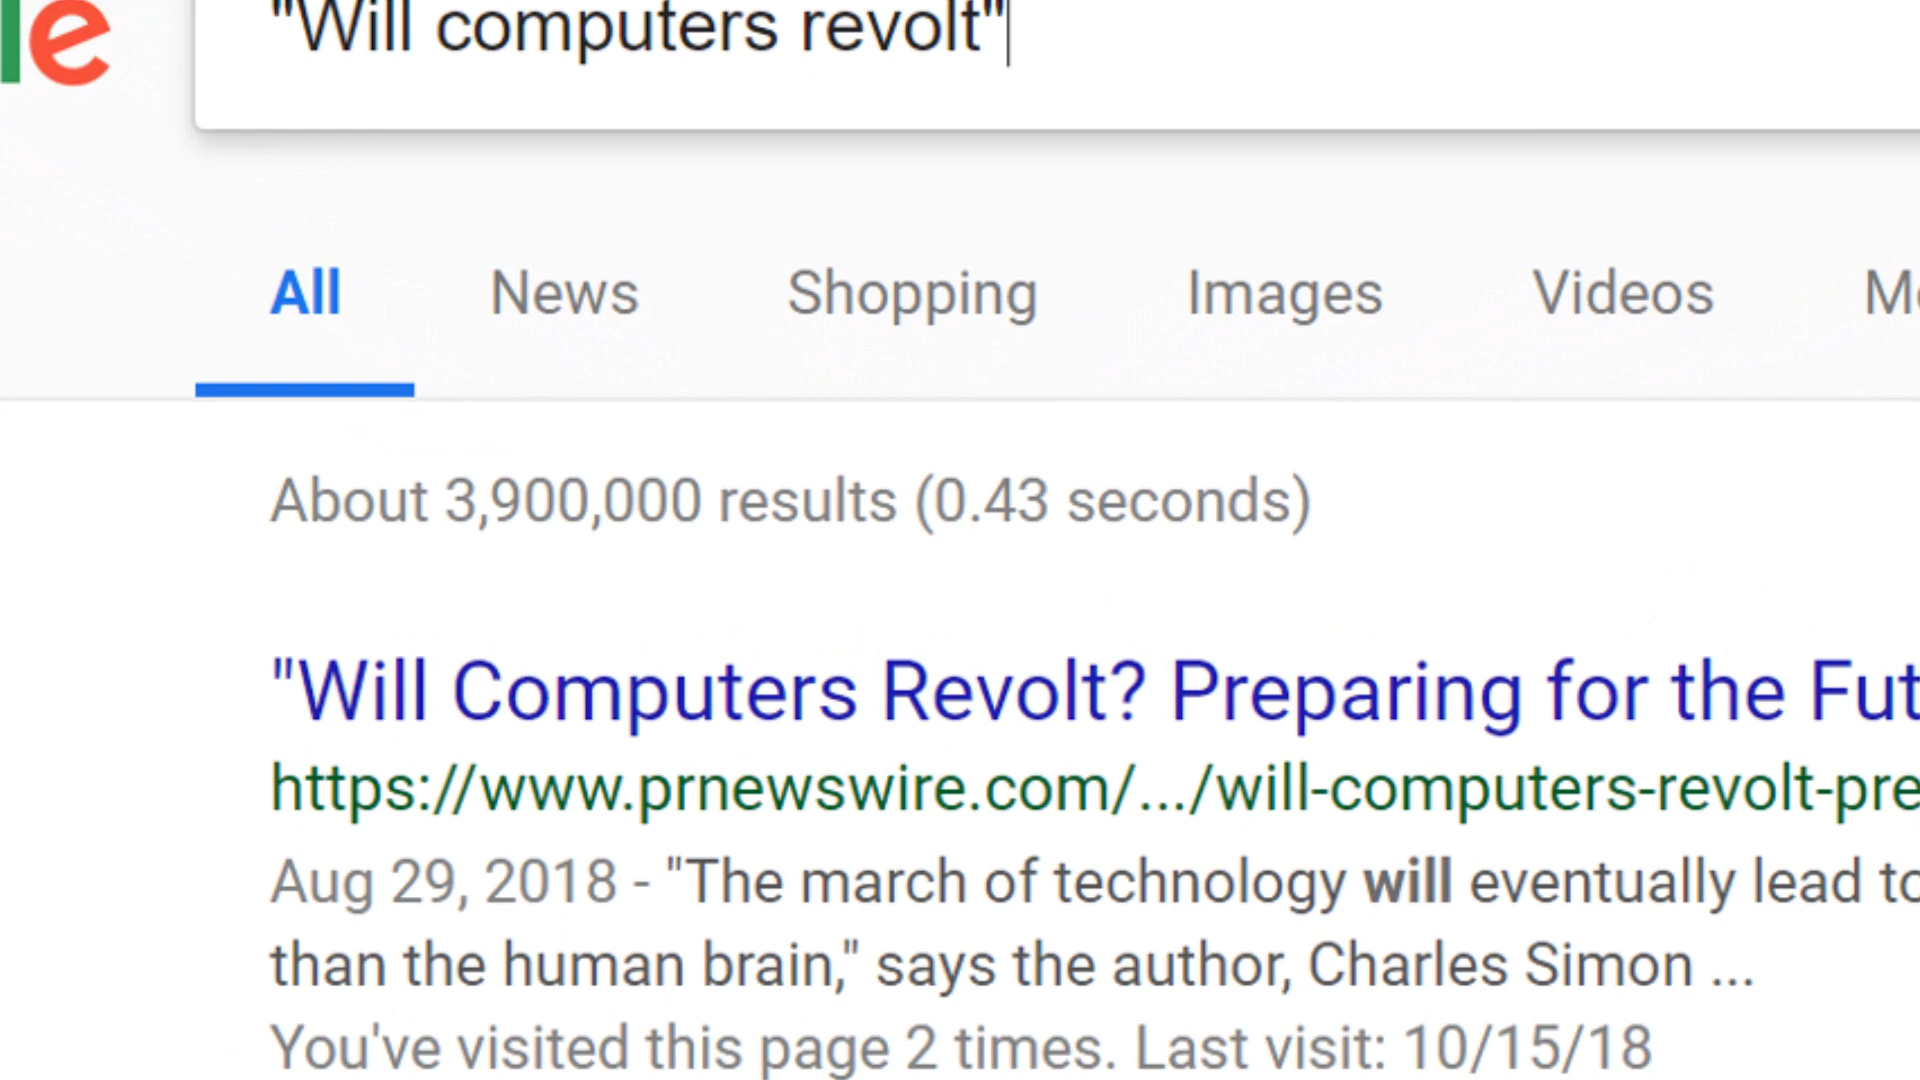 le
"Will computers revolt"
All News Shopping Images Videos
About 3,900,000 results (0.43 seconds)
"Will Computers Revolt? Preparing for the Fut
https://www.prnewswire.com/.../will-computers-revolt-pre
Aug 29, 2018 - "The march of technology will eventually lead to
than the human brain," says the author, Charles Simon ...
You've visited this page 2 times. Last visit: 10/15/18